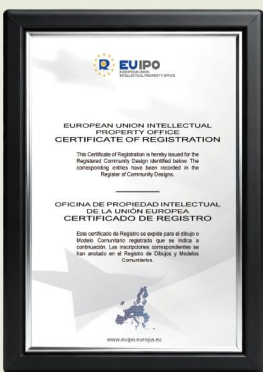 EUIPO
EUROPEAN UNION
INTELLECTUAL PROPERTY OFFICE
EUROPEAN UNION INTELLECTUAL
PROPERTY OFFICE
CERTIFICATE OF REGISTRATION
This Certificate of Registration is hereby issued for the
Registered Community Design identified below. The
corresponding entries have been recorded in the
Register of Community Designs.
OFICINA DE PROPIEDAD INTELECTUAL
DE LA UNIÓN EUROPEA
CERTIFICADO DE REGISTRO
Este certificado de Registro se expide para el dibujo o
Modelo Comunitario registrado que se indica a
continuación. Las inscripciones correspondientes se
han anotado en el Registro de Dibujos y Modelos
Comunitarios.
www.euipo.europa.eu